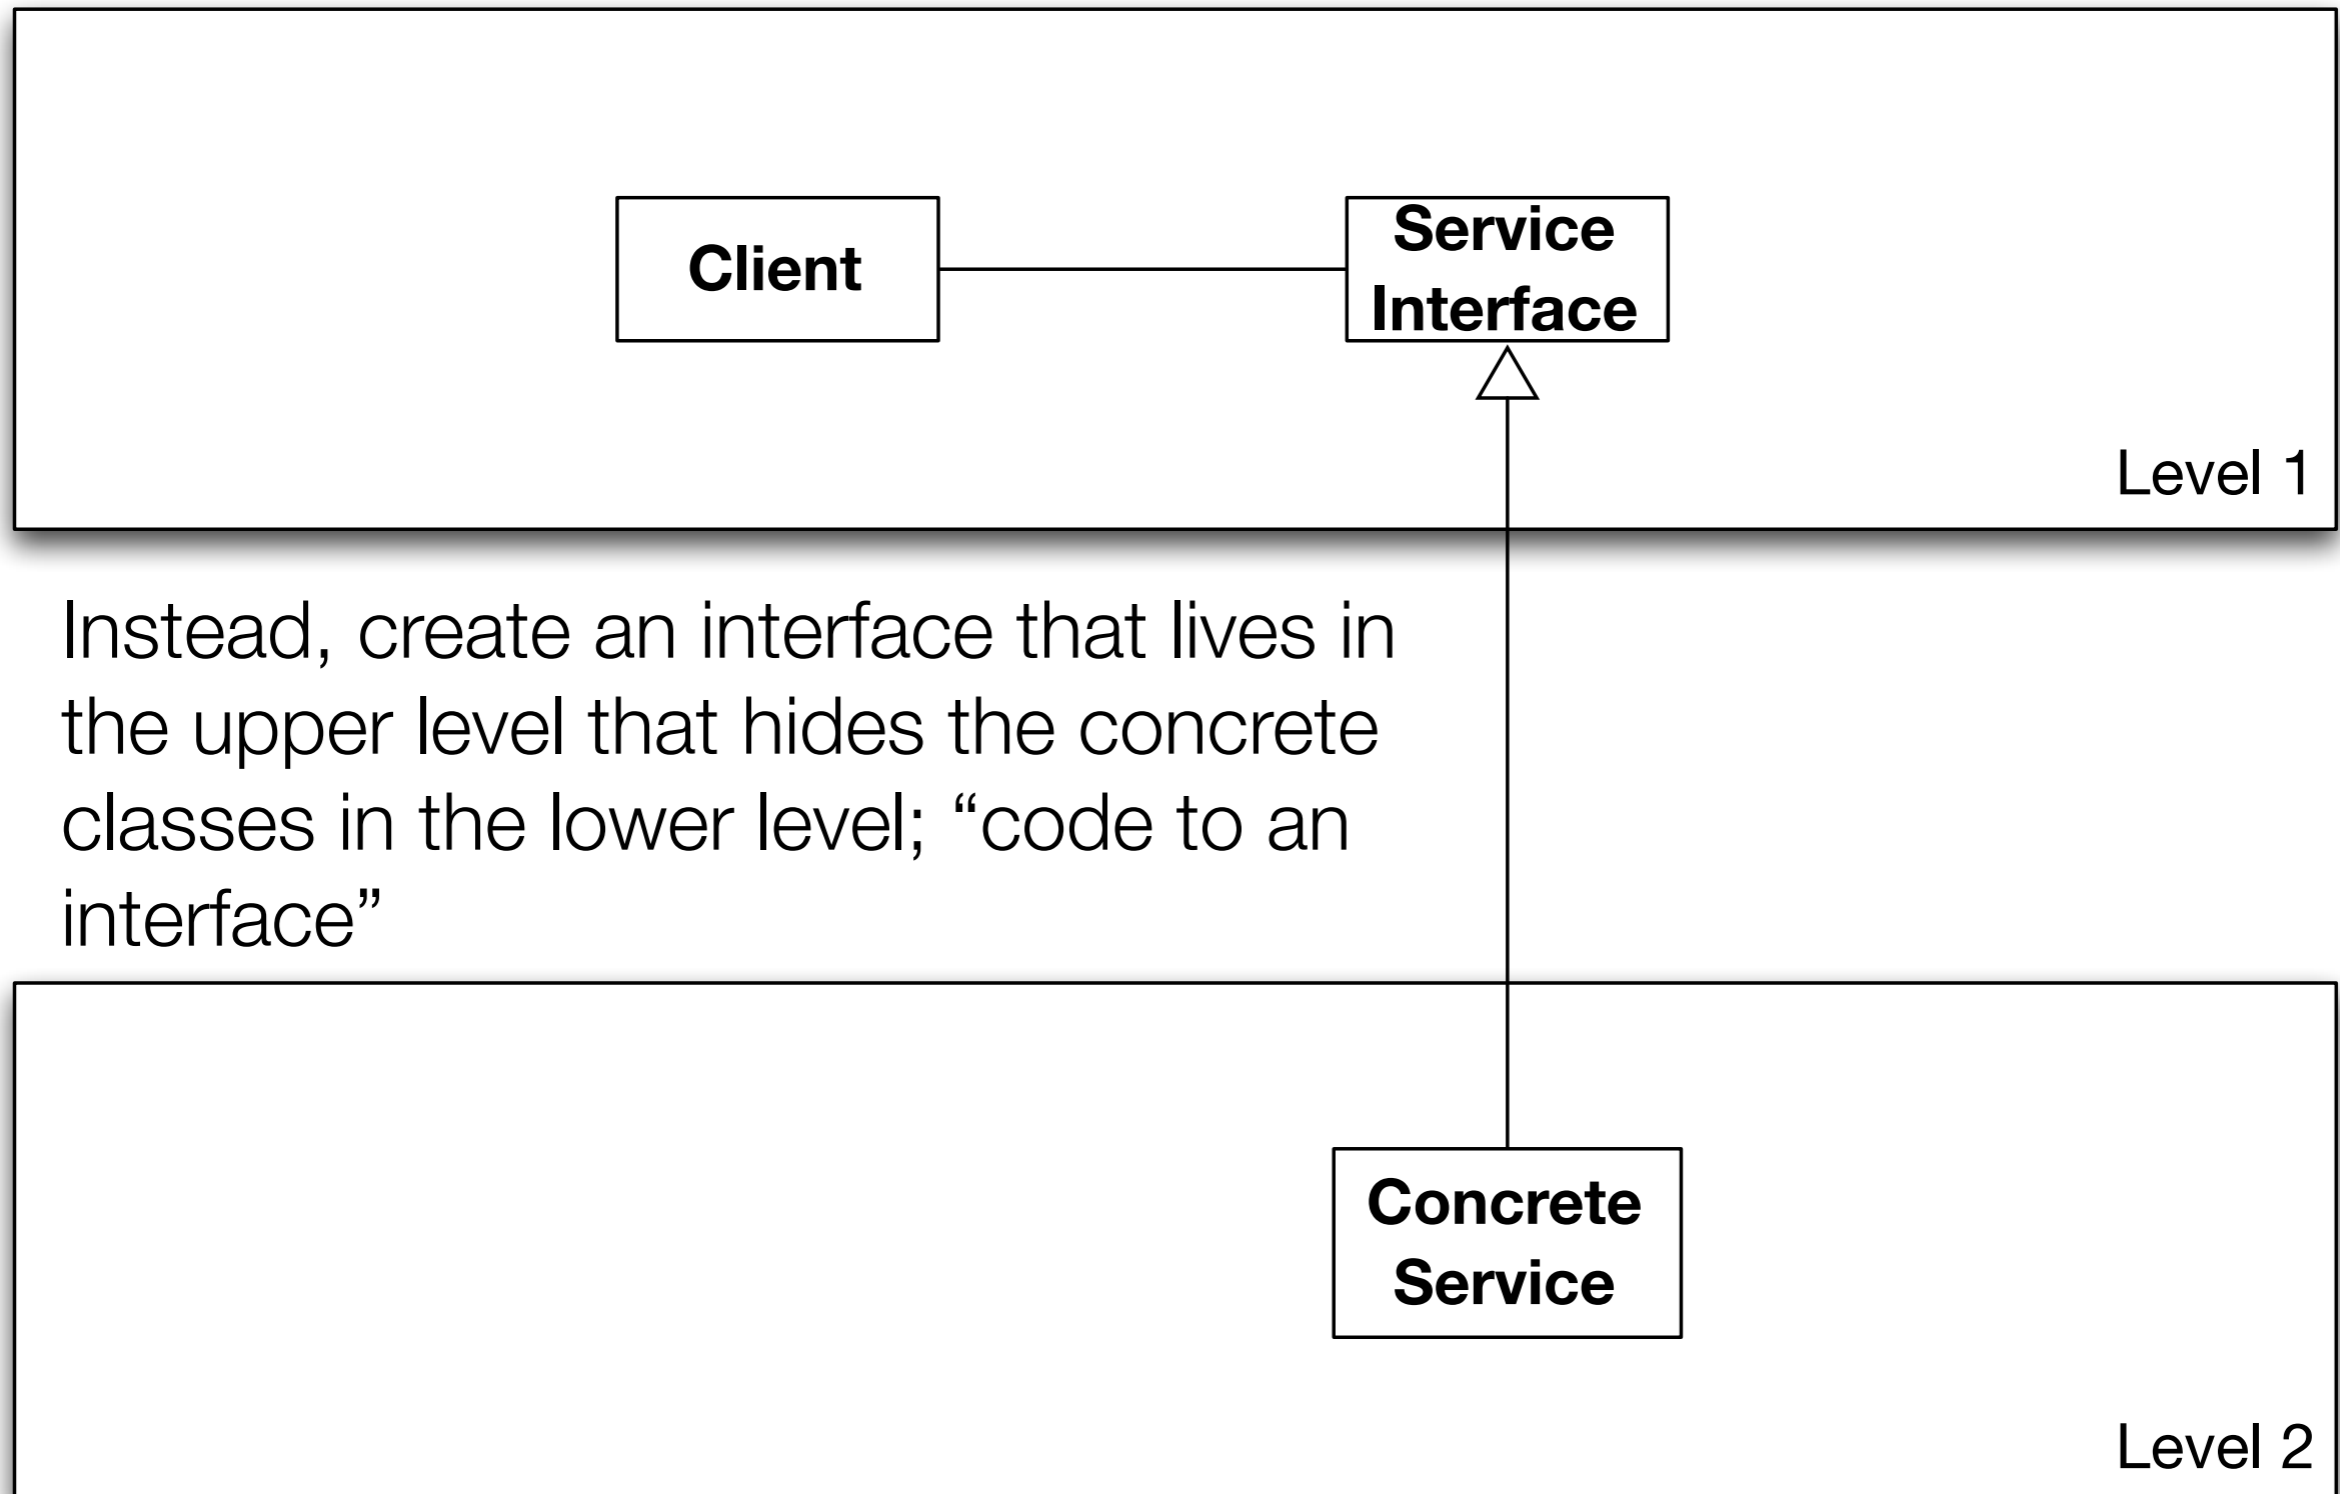 Client
Service
Interface
Level 1
Instead, create an interface that lives in
the upper level that hides the concrete
classes in the lower level; “code to an
interface”
Concrete
Service
Level 2